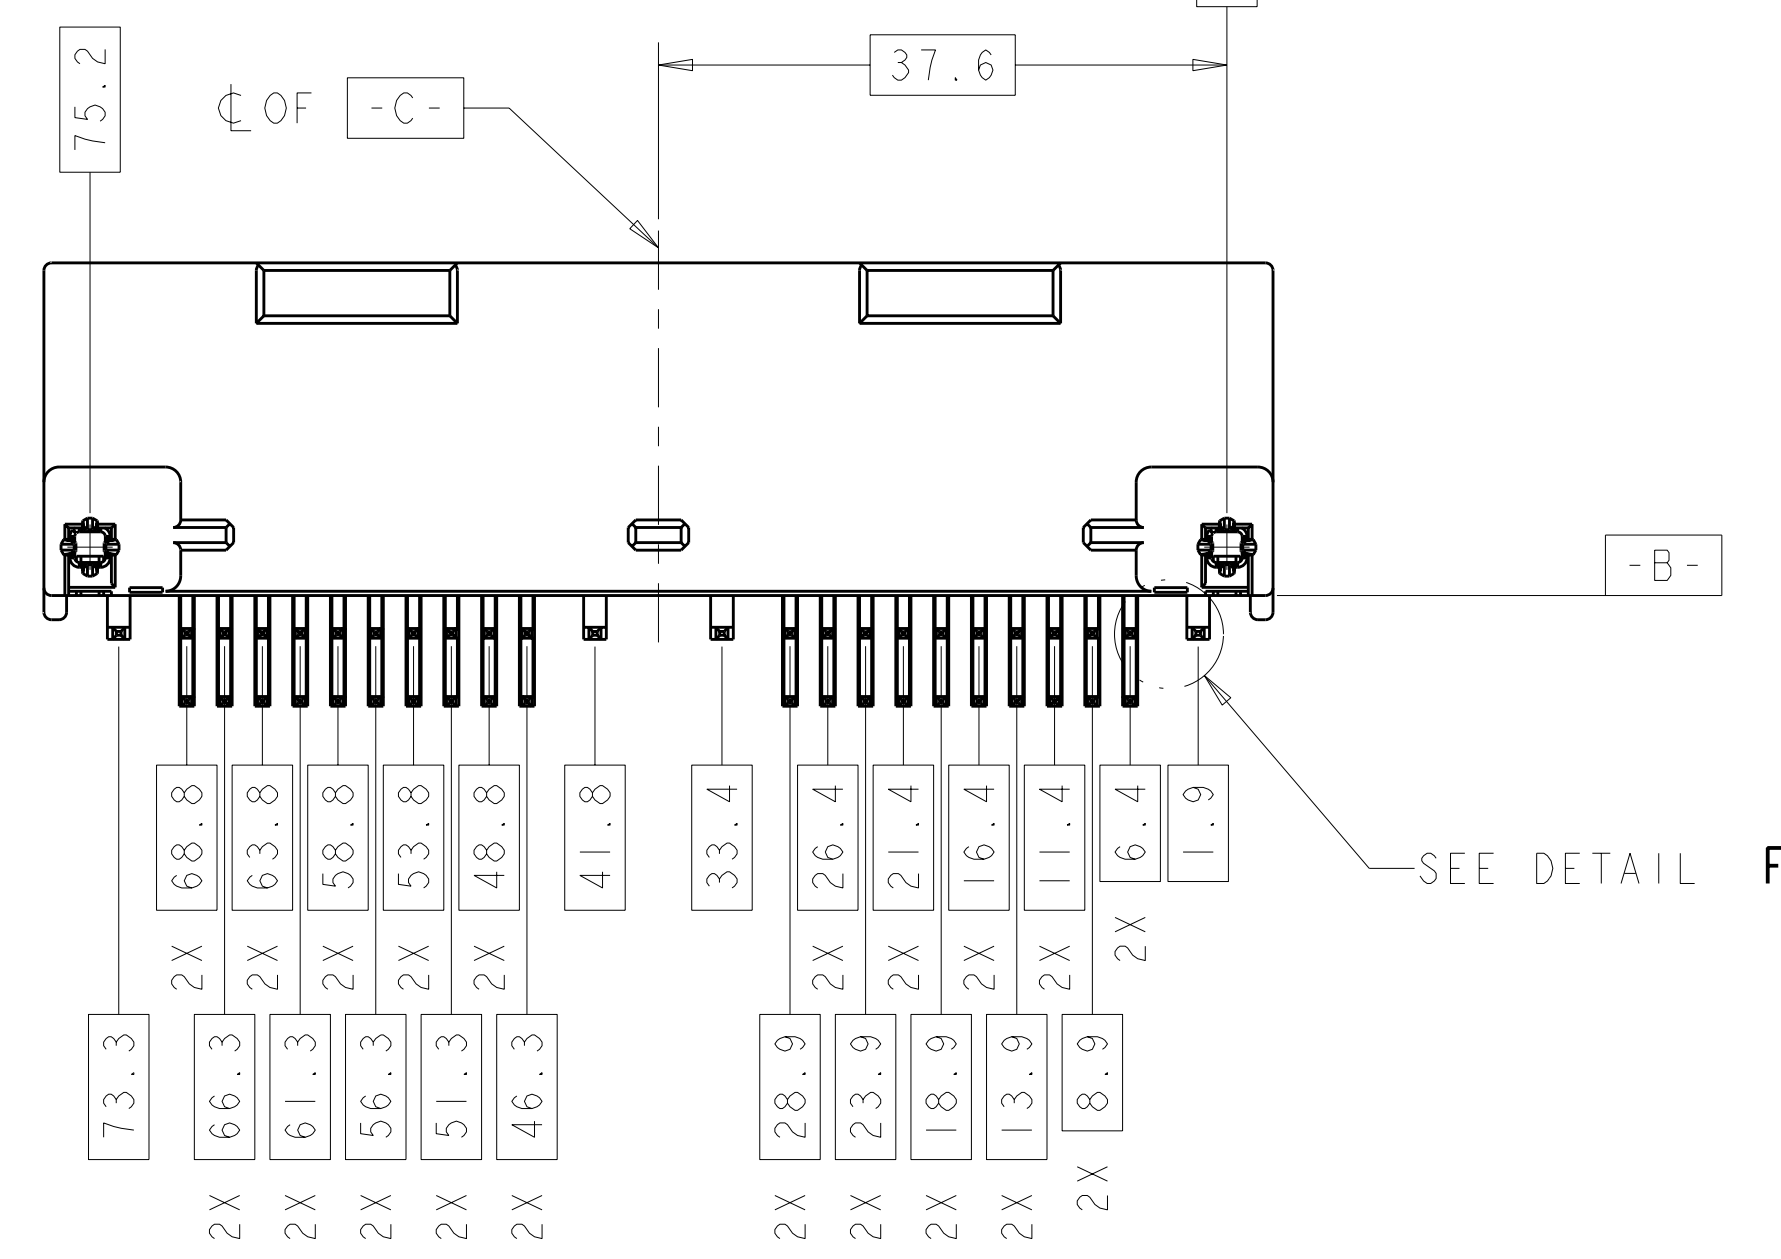 75.2
℄ OF -C-
37.6
-B-
68.8 63.8 58.8 53.8 48.8 41.8 33.4 26.4 21.4 16.4 11.4 6.4 1.9
SEE DETAIL F
2X 2X 2X 2X 2X 2X 2X 2X 2X 2X
73.3 66.3 61.3 56.3 51.3 46.3 28.9 23.9 18.9 13.9 8.9
2X 2X 2X 2X 2X 2X 2X 2X 2X 2X